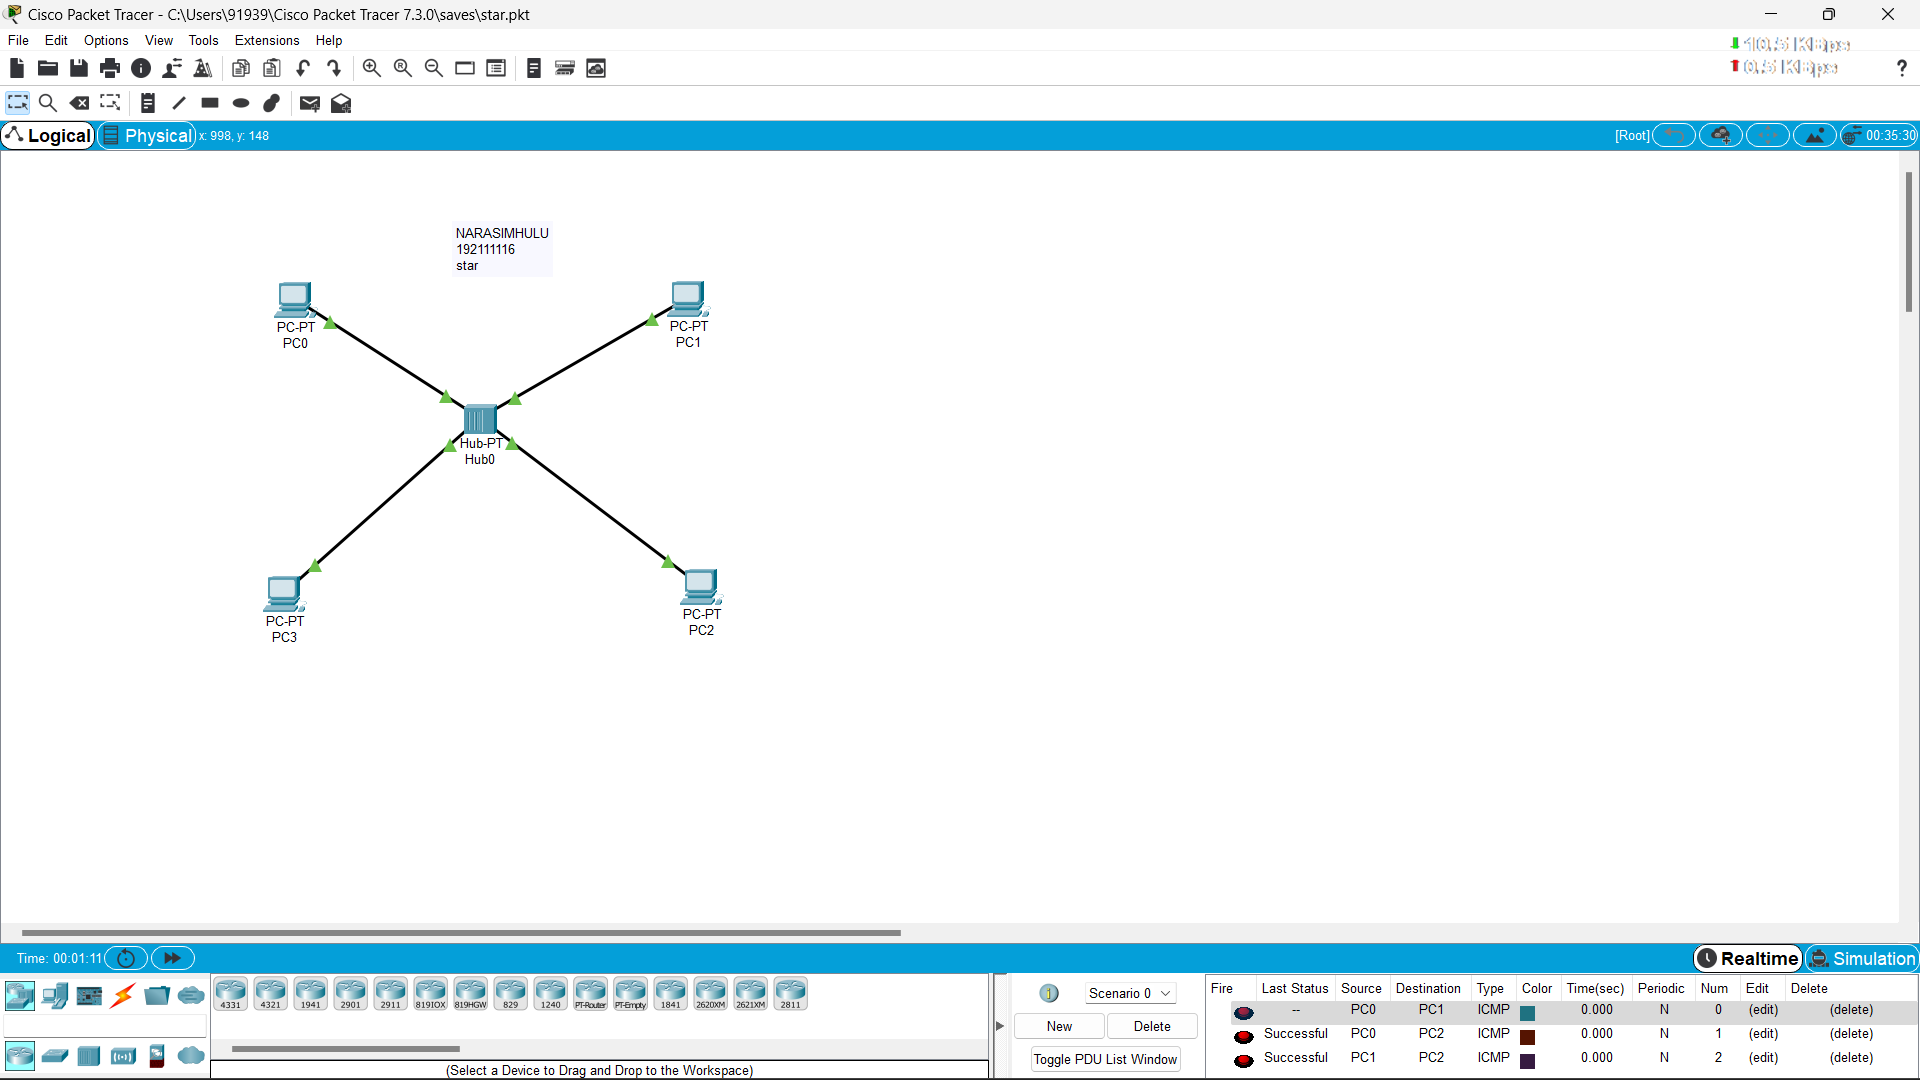 Cisco Packet Tracer - C:\Users\91939\Cisco Packet Tracer 7.3.0\saves\star.pkt
File Edit Options View Tools Extensions Help
10.5 KBps
0.5 KBps
?
Logical Physical x: 998, y: 148 [Root] 00:35:30
NARASIMHULU
192111116
star
PC-PT
PC0
PC-PT
PC1
Hub-PT
Hub0
PC-PT
PC3
PC-PT
PC2
Time: 00:01:11 Realtime Simulation
4331 4321 1941 2901 2911 819IOX 819HGW 829 1240 PT-Router PT-Empty 1841 2620XM 2621XM 2811
(Select a Device to Drag and Drop to the Workspace)
Scenario 0
New Delete
Toggle PDU List Window
Fire Last Status Source Destination Type Color Time(sec) Periodic Num Edit Delete
-- PC0 PC1 ICMP 0.000 N 0 (edit) (delete)
Successful PC0 PC2 ICMP 0.000 N 1 (edit) (delete)
Successful PC1 PC2 ICMP 0.000 N 2 (edit) (delete)